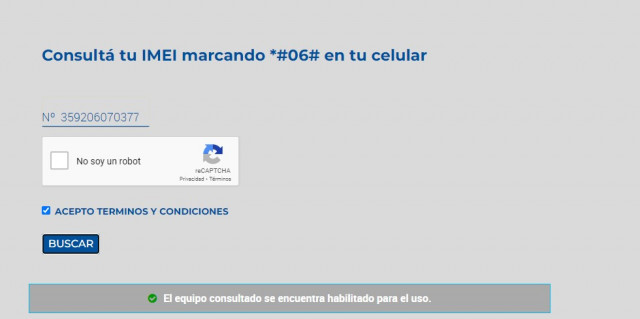 Consultá tu IMEI marcando *#06# en tu celular
Nº 359206070377
No soy un robot
reCAPTCHA
Privacidad - Términos
ACEPTO TERMINOS Y CONDICIONES
BUSCAR
El equipo consultado se encuentra habilitado para el uso.